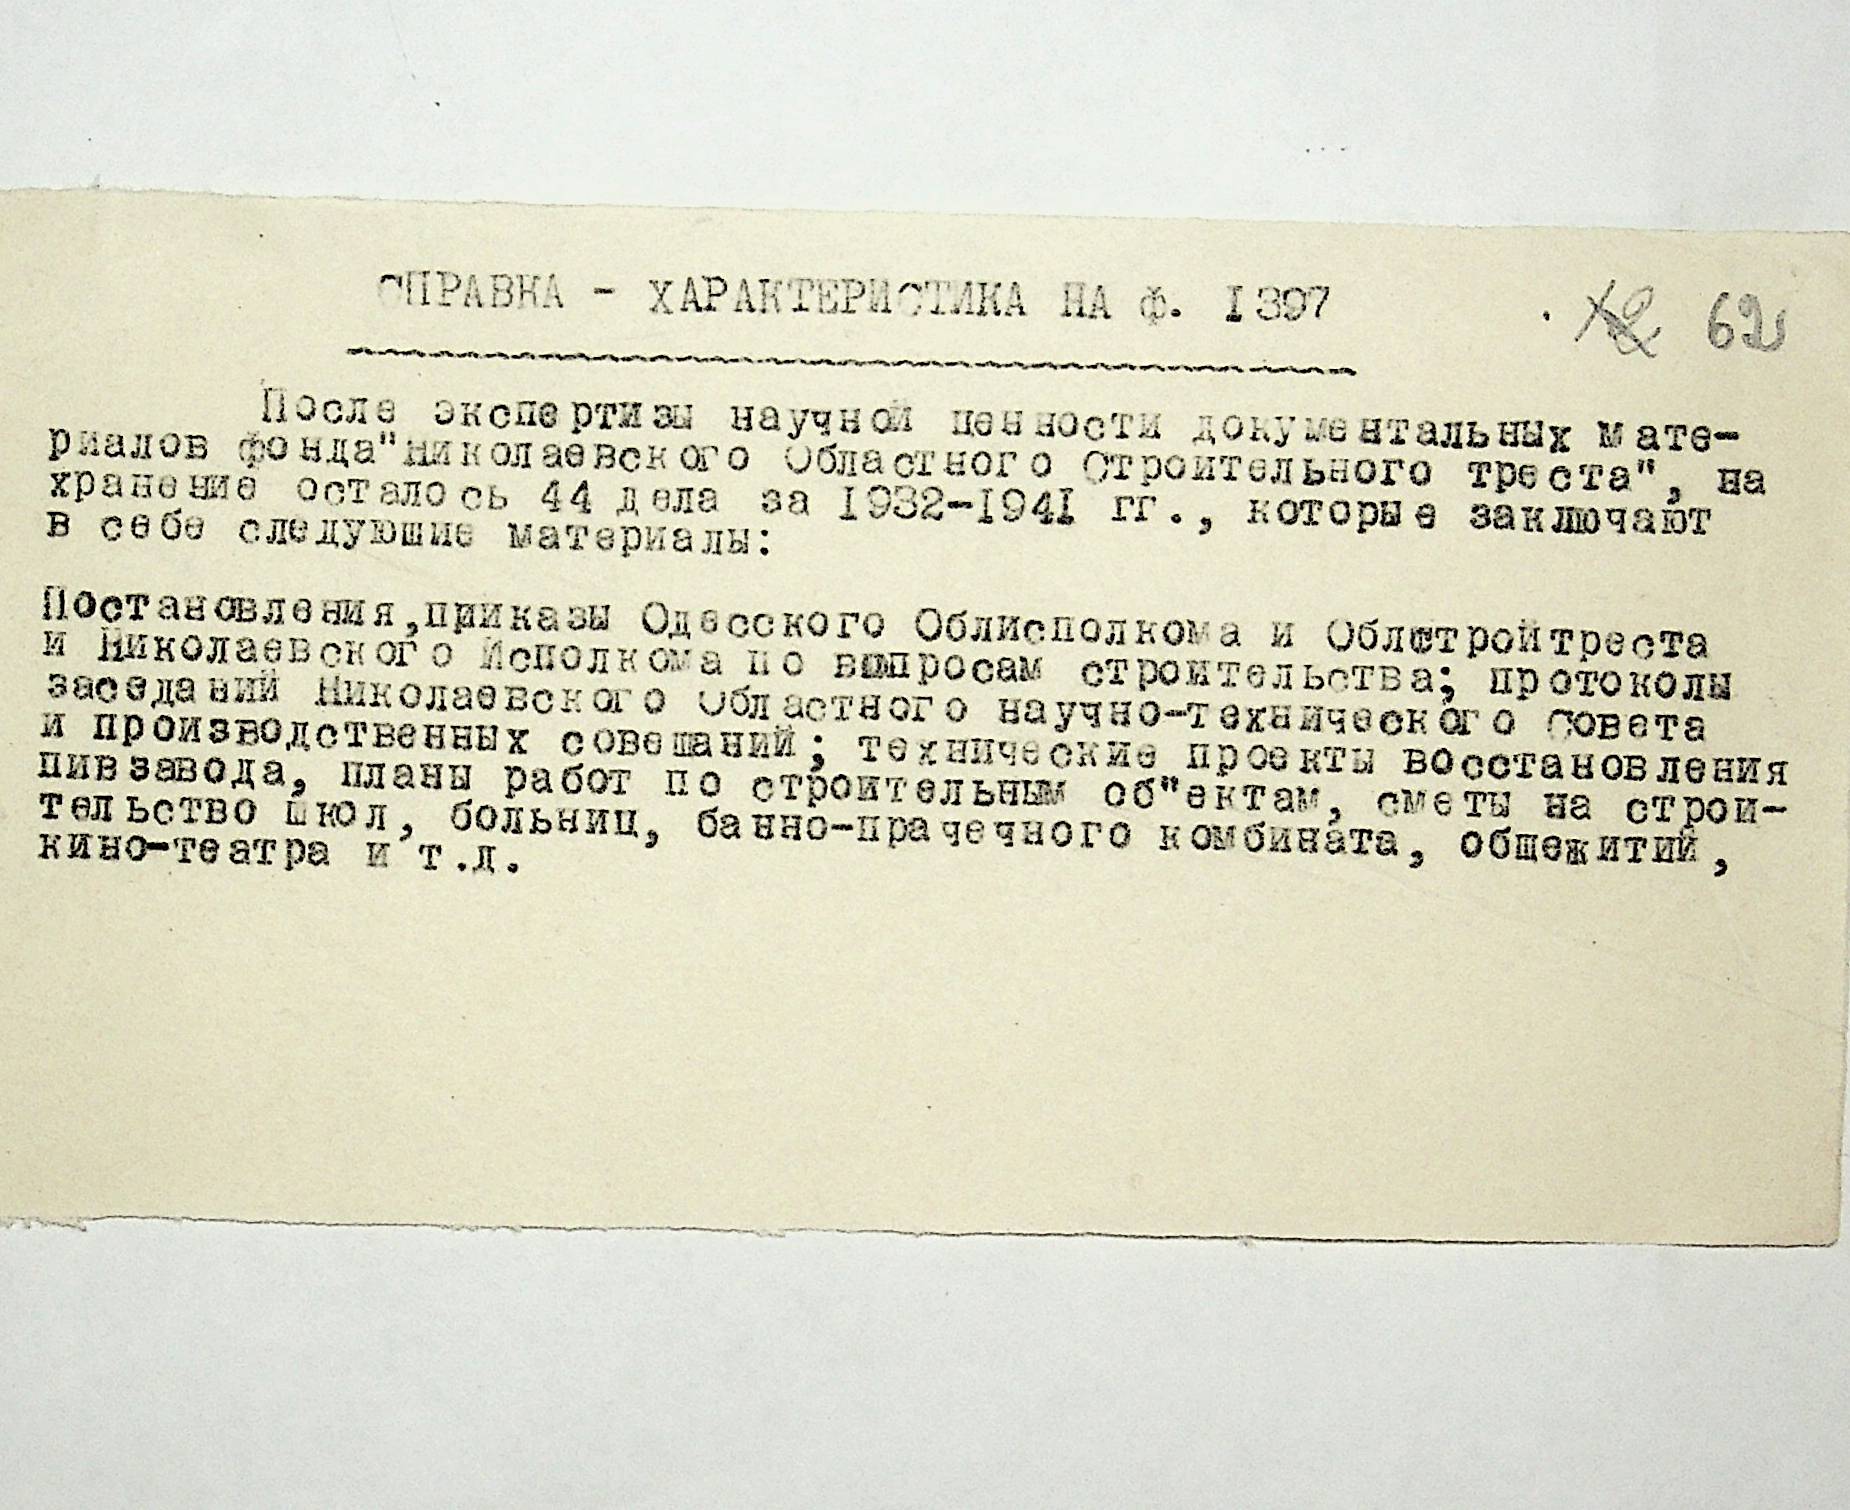 СПРАВКА - ХАРАКТЕРИСТИКА НА Ф. I397
62
После экспертизы научной ценности документальных мате-
риалов фонда"Николаевского Областного Строительного треста", на
хранение осталось 44 дела за I932-I94I гг., которые заключают
в себе следующие материалы:
Постановления,приказы Одесского Облисполкома и Облстройтреста
и Николаевского Исполкома по вопросам строительства; протоколы
заседаний Николаевского Областного научно-технического Совета
и производственных совещаний; технические проекты восстановления
пивзавода, планы работ по строительным об"ектам, сметы на строи-
тельство школ, больниц, банно-прачечного комбината, общежитий,
кино-театра и т.д.